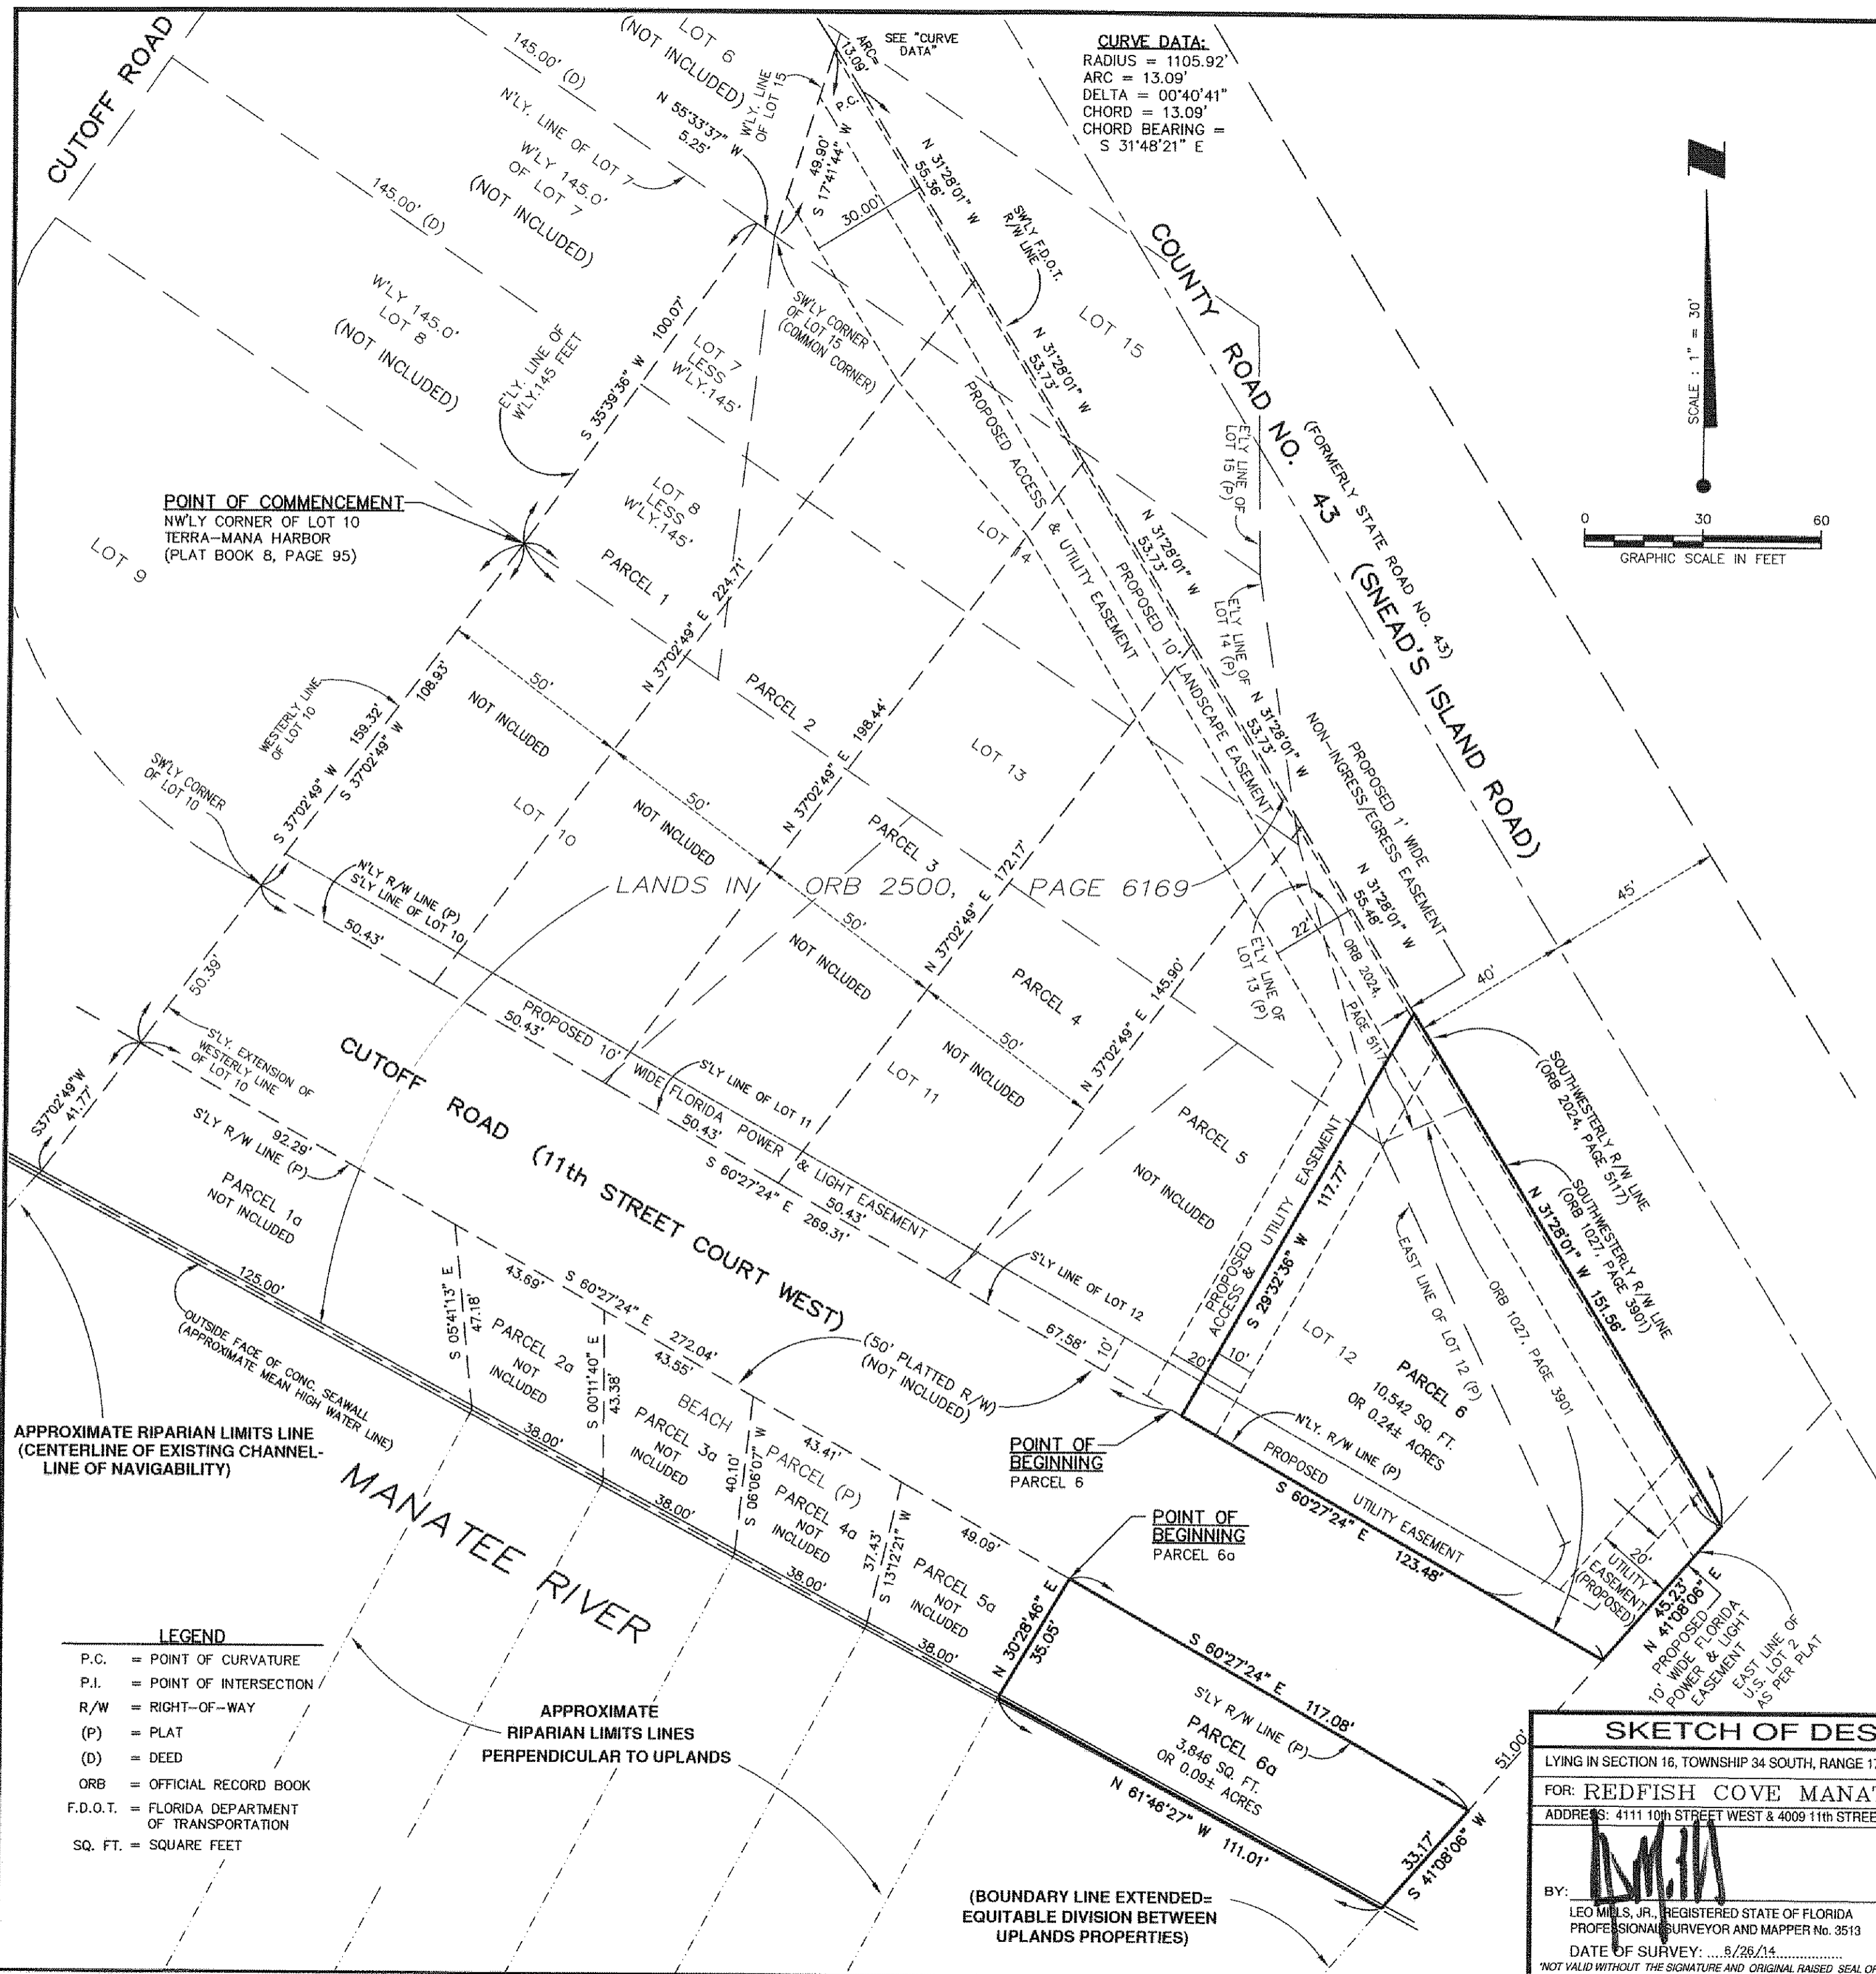 CUTOFF ROAD
145.00' (D)
LOT 6
(NOT INCLUDED)
N'LY. LINE OF LOT 7
N 55°33'37" W
5.25'
W'LY. LINE
OF LOT 15
ARC=
13.09'
SEE "CURVE
DATA"
P.C.
CURVE DATA:
RADIUS = 1105.92'
ARC = 13.09'
DELTA = 00°40'41"
CHORD = 13.09'
CHORD BEARING =
S 31°48'21" E
W'LY 145.0'
OF LOT 7
(NOT INCLUDED)
145.00' (D)
W'LY 145.0'
LOT 8
(NOT INCLUDED)
49.90'
S 17°41'44" W
30.00'
N 31°28'01" W
55.36'
SW'LY F.D.O.T.
R/W LINE
COUNTY ROAD NO. 43
(FORMERLY STATE ROAD NO. 43)
(SNEAD'S ISLAND ROAD)
SCALE : 1" = 30'
0 30 60
GRAPHIC SCALE IN FEET
E'LY. LINE OF
W'LY.145 FEET
S 35°39'36" W 100.07'
LOT 7
LESS
W'LY.145'
SW'LY CORNER
OF LOT 15
(COMMON CORNER)
LOT 15
N 31°28'01" W
53.73'
PROPOSED ACCESS & UTILITY EASEMENT
E'LY LINE OF
LOT 15 (P)
POINT OF COMMENCEMENT
NW'LY CORNER OF LOT 10
TERRA-MANA HARBOR
(PLAT BOOK 8, PAGE 95)
LOT 9
LOT 8
LESS
W'LY.145'
PARCEL 1
LOT 14
N 31°28'01" W
53.73'
PROPOSED 10' LANDSCAPE EASEMENT
E'LY LINE OF
LOT 14 (P)
N 37°02'49" E 224.71'
PARCEL 2
LOT 13
N 31°28'01" W
53.73'
PROPOSED 1' WIDE
NON-INGRESS/EGRESS EASEMENT
WESTERLY LINE
OF LOT 10
S 37°02'49" W 159.32'
S 37°02'49" W 108.93'
50'
NOT INCLUDED
LOT 10
SW'LY CORNER
OF LOT 10
50'
NOT INCLUDED
N 37°02'49" E 198.44'
PARCEL 3
N'LY R/W LINE (P)
S'LY LINE OF LOT 10
LANDS IN ORB 2500, PAGE 6169
N 37°02'49" E 172.17'
50'
NOT INCLUDED
PARCEL 4
E'LY LINE OF
LOT 13 (P)
22'
ORB 2024,
PAGE 5117
N 31°28'01" W
55.48'
45'
40'
50.43'
50.39'
S'LY. EXTENSION OF
WESTERLY LINE
OF LOT 10
CUTOFF ROAD (11th STREET COURT WEST)
PROPOSED 10' WIDE FLORIDA POWER & LIGHT EASEMENT
50.43'
S'LY LINE OF LOT 11
50.43'
LOT 11
50'
NOT INCLUDED
N 37°02'49" E 145.90'
S 60°27'24" E 269.31'
50.43'
PARCEL 5
NOT INCLUDED
S'LY LINE OF LOT 12
67.58'
10'
PROPOSED
ACCESS &
UTILITY EASEMENT
S 29°32'36" W 117.77'
20'
10'
SOUTHWESTERLY R/W LINE
(ORB 2024, PAGE 5117)
SOUTHWESTERLY R/W LINE
(ORB 1027, PAGE 3901)
N 31°28'01" W 151.56'
EAST LINE OF LOT 12 (P)
ORB 1027, PAGE 3901
LOT 12
PARCEL 6
10,542 SQ. FT.
OR 0.24± ACRES
N'LY. R/W LINE (P)
PROPOSED UTILITY EASEMENT
S 60°27'24" E 123.48'
20'
UTILITY
EASEMENT
(PROPOSED)
45.23'
N 41°08'06" E
PROPOSED
10' WIDE FLORIDA
POWER & LIGHT
EASEMENT
EAST LINE OF
U.S. LOT 2
AS PER PLAT
POINT OF
BEGINNING
PARCEL 6
S37°02'49"W
41.77'
S'LY R/W LINE (P)
92.29'
PARCEL 1a
NOT INCLUDED
125.00'
OUTSIDE FACE OF CONC. SEAWALL
(APPROXIMATE MEAN HIGH WATER LINE)
S 05°41'13" E
47.18'
43.69'
S 60°27'24" E 272.04'
PARCEL 2a
NOT
INCLUDED
S 00°11'40" E
43.38'
43.55'
BEACH PARCEL (P)
PARCEL 3a
NOT
INCLUDED
(50' PLATTED R/W)
(NOT INCLUDED)
40.10'
S 06°06'07" W
43.41'
PARCEL 4a
NOT
INCLUDED
37.43'
S 13°12'21" W
49.09'
PARCEL 5a
NOT
INCLUDED
38.00'
38.00'
38.00'
38.00'
APPROXIMATE RIPARIAN LIMITS LINE
(CENTERLINE OF EXISTING CHANNEL-
LINE OF NAVIGABILITY)
MANATEE RIVER
POINT OF
BEGINNING
PARCEL 6a
N 30°28'46" E
35.05'
S 60°27'24" E 117.08'
S'LY R/W LINE (P)
PARCEL 6a
3,846 SQ. FT.
OR 0.09± ACRES
N 61°46'27" W 111.01'
33.17'
S 41°08'06" W
51.00'
LEGEND
P.C. = POINT OF CURVATURE
P.I. = POINT OF INTERSECTION
R/W = RIGHT-OF-WAY
(P) = PLAT
(D) = DEED
ORB = OFFICIAL RECORD BOOK
F.D.O.T. = FLORIDA DEPARTMENT
OF TRANSPORTATION
SQ. FT. = SQUARE FEET
APPROXIMATE
RIPARIAN LIMITS LINES
PERPENDICULAR TO UPLANDS
(BOUNDARY LINE EXTENDED=
EQUITABLE DIVISION BETWEEN
UPLANDS PROPERTIES)
SKETCH OF DES
LYING IN SECTION 16, TOWNSHIP 34 SOUTH, RANGE 17
FOR: REDFISH COVE MANAT
ADDRESS: 4111 10th STREET WEST & 4009 11th STREE
BY:
LEO MILLS, JR., REGISTERED STATE OF FLORIDA
PROFESSIONAL SURVEYOR AND MAPPER No. 3513
DATE OF SURVEY: 8/26/14
*NOT VALID WITHOUT THE SIGNATURE AND ORIGINAL RAISED SEAL OF